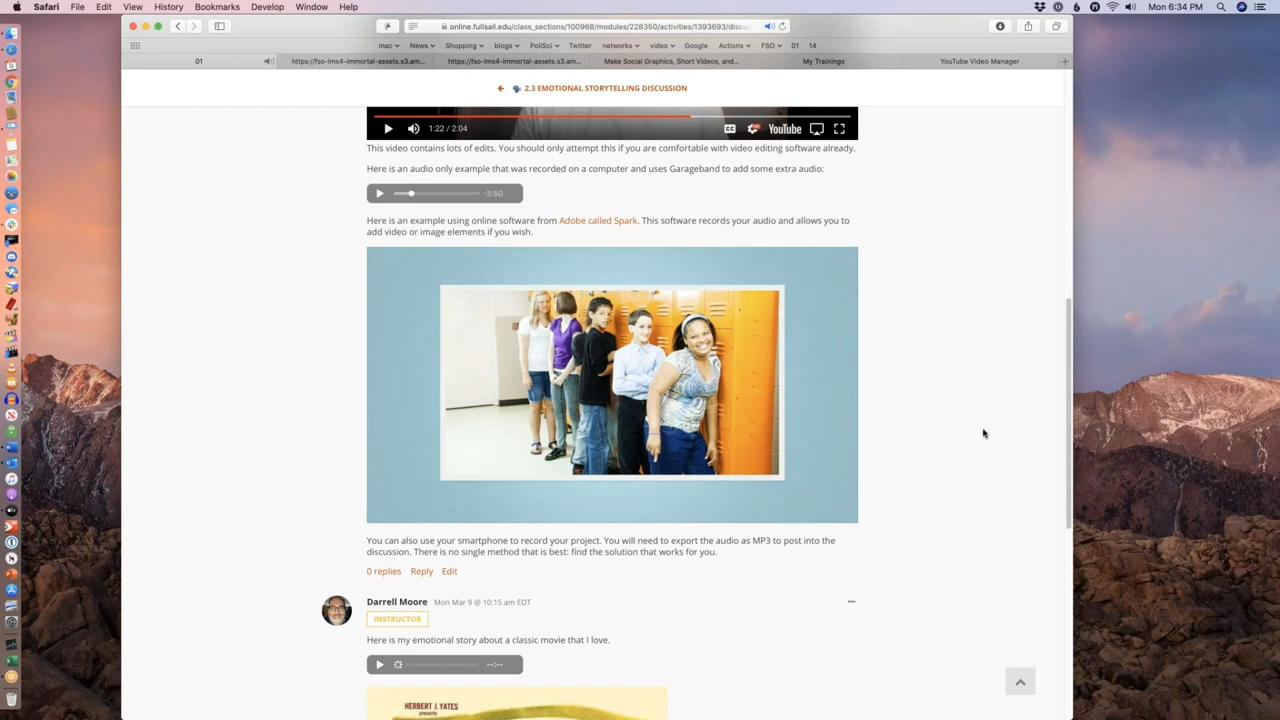 Safari File Edit View History Bookmarks Develop Window Help Mon 6:34 PM
online.fullsail.edu/class_sections/100968/modules/228350/activities/1393693/discu
mac News Shopping blogs PoliSci Twitter networks video Google Actions FSO 01 14
01 https://fso-lms4-immortal-assets.s3.am... https://fso-lms4-immortal-assets.s3.am... Make Social Graphics, Short Videos, and... My Trainings YouTube Video Manager
2.3 EMOTIONAL STORYTELLING DISCUSSION
1:22 / 2:04 CC YouTube
This video contains lots of edits. You should only attempt this if you are comfortable with video editing software already.
Here is an audio only example that was recorded on a computer and uses Garageband to add some extra audio:
-3:50
Here is an example using online software from Adobe called Spark. This software records your audio and allows you to
add video or image elements if you wish.
You can also use your smartphone to record your project. You will need to export the audio as MP3 to post into the
discussion. There is no single method that is best: find the solution that works for you.
0 replies Reply Edit
Darrell Moore Mon Mar 9 @ 10:15 am EDT
INSTRUCTOR
Here is my emotional story about a classic movie that I love.
--:--
HERBERT J. YATES
presents